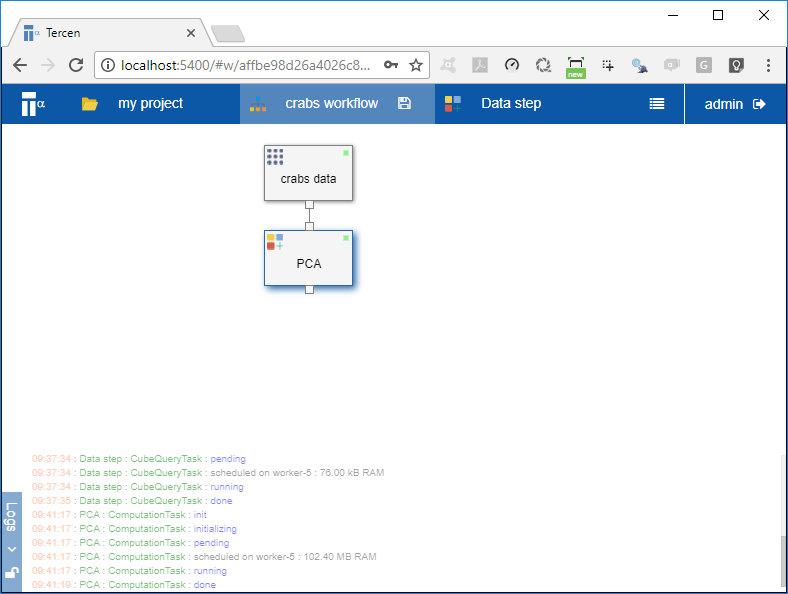 Tercen
localhost:5400/#w/affbe98d26a4026c8...
new
G
my project
crabs workflow
Data step
admin
crabs data
PCA
09:37:34 : Data step : CubeQueryTask : pending
09:37:34 : Data step : CubeQueryTask : scheduled on worker-5 : 76.00 kB RAM
09:37:34 : Data step : CubeQueryTask : running
09:37:35 : Data step : CubeQueryTask : done
09:41:17 : PCA : ComputationTask : init
09:41:17 : PCA : ComputationTask : initializing
09:41:17 : PCA : ComputationTask : pending
09:41:17 : PCA : ComputationTask : scheduled on worker-5 : 102.40 MB RAM
09:41:17 : PCA : ComputationTask : running
09:41:19 : PCA : ComputationTask : done
Logs